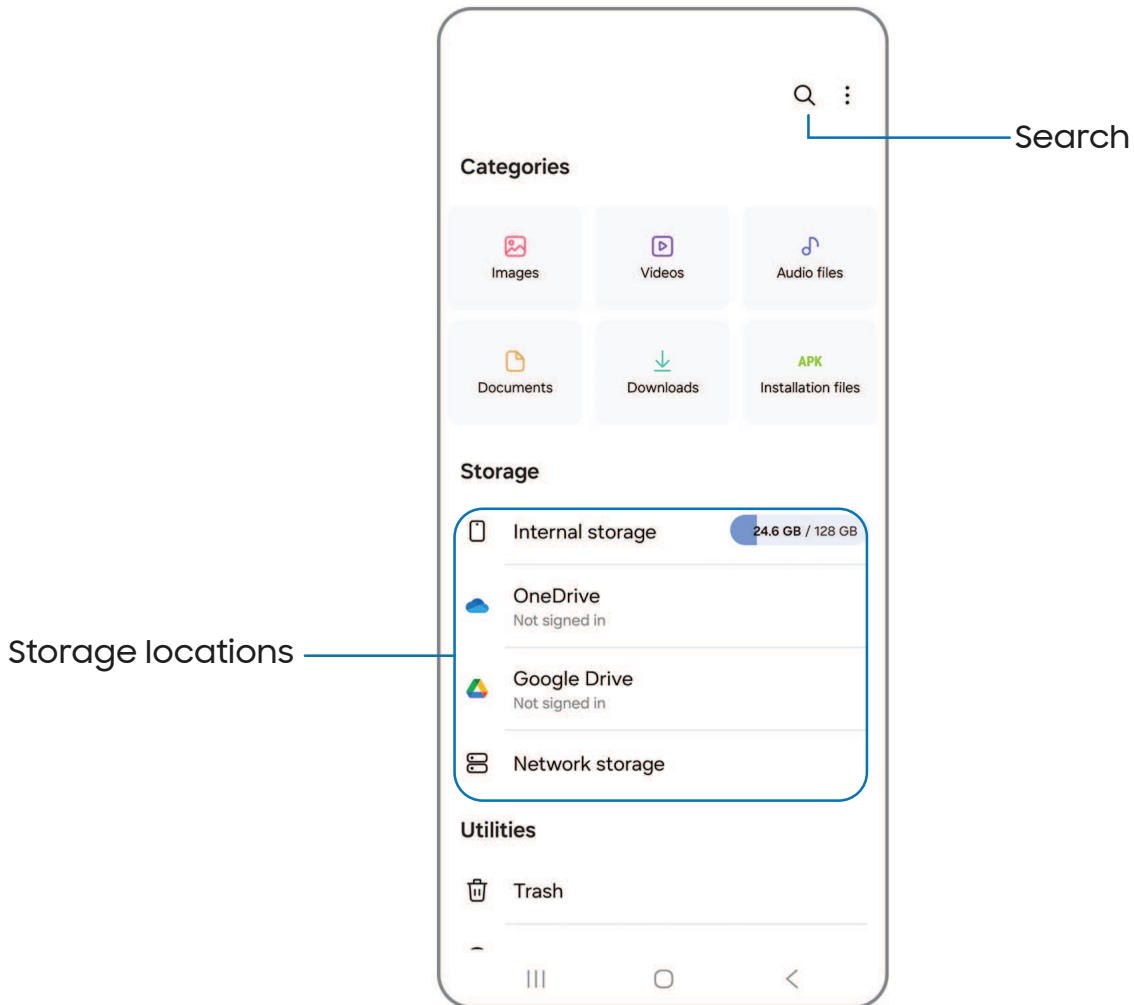 Search
Categories
Images
Videos
Audio files
Documents
Downloads
APK
Installation files
Storage
Internal storage
24.6 GB / 128 GB
OneDrive
Not signed in
Storage locations
Google Drive
Not signed in
Network storage
Utilities
Trash